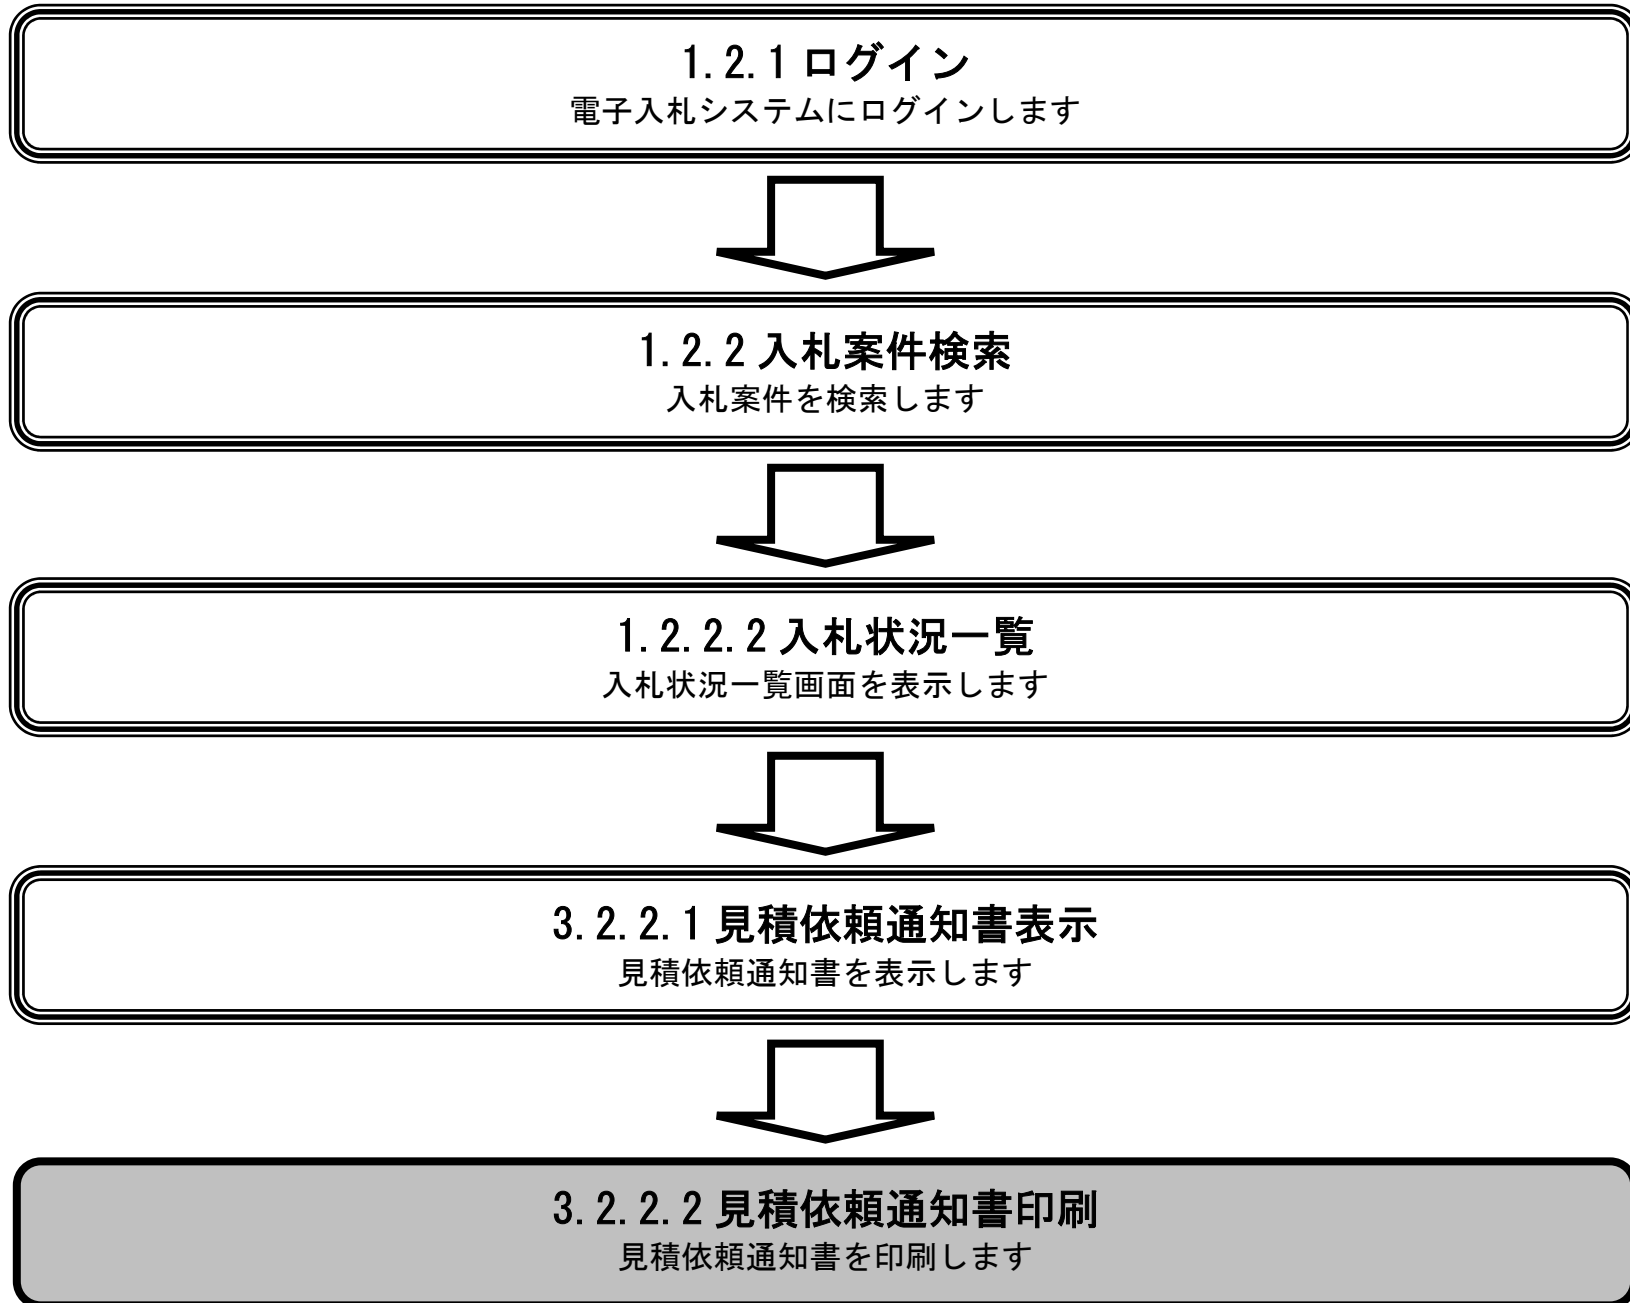 1.2.1 ログイン
電子入札システムにログインします
1.2.2 入札案件検索
入札案件を検索します
1.2.2.2 入札状況一覧
入札状況一覧画面を表示します
3.2.2.1 見積依頼通知書表示
見積依頼通知書を表示します
3.2.2.2 見積依頼通知書印刷
見積依頼通知書を印刷します